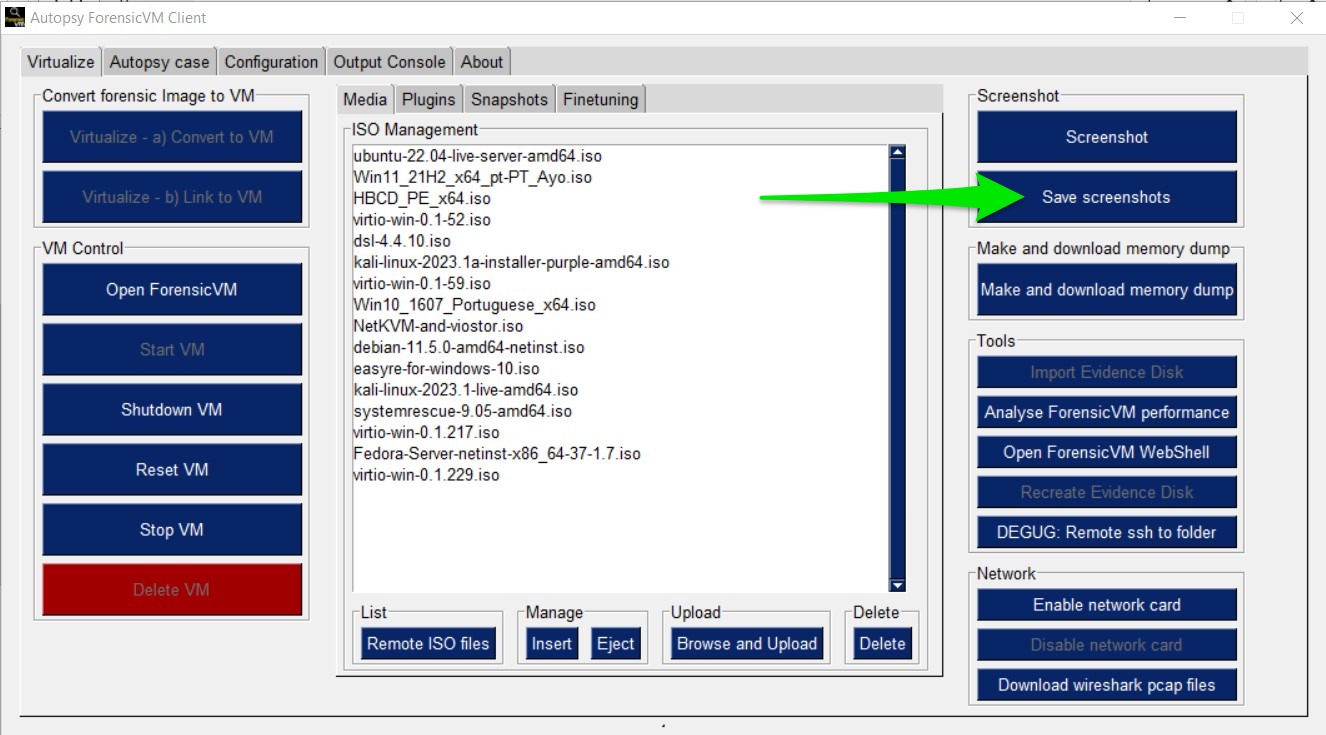 Autopsy ForensicVM Client
Virtualize
Autopsy case
Configuration
Output Console
About
Convert forensic Image to VM
Virtualize - a) Convert to VM
Virtualize - b) Link to VM
VM Control
Open ForensicVM
Start VM
Shutdown VM
Reset VM
Stop VM
Delete VM
Media
Plugins
Snapshots
Finetuning
ISO Management
ubuntu-22.04-live-server-amd64.iso
Win11_21H2_x64_pt-PT_Ayo.iso
HBCD_PE_x64.iso
virtio-win-0.1-52.iso
dsl-4.4.10.iso
kali-linux-2023.1a-installer-purple-amd64.iso
virtio-win-0.1-59.iso
Win10_1607_Portuguese_x64.iso
NetKVM-and-viostor.iso
debian-11.5.0-amd64-netinst.iso
easyre-for-windows-10.iso
kali-linux-2023.1-live-amd64.iso
systemrescue-9.05-amd64.iso
virtio-win-0.1.217.iso
Fedora-Server-netinst-x86_64-37-1.7.iso
virtio-win-0.1.229.iso
List
Remote ISO files
Manage
Insert
Eject
Upload
Browse and Upload
Delete
Delete
Screenshot
Screenshot
Save screenshots
Make and download memory dump
Make and download memory dump
Tools
Import Evidence Disk
Analyse ForensicVM performance
Open ForensicVM WebShell
Recreate Evidence Disk
DEGUG: Remote ssh to folder
Network
Enable network card
Disable network card
Download wireshark pcap files